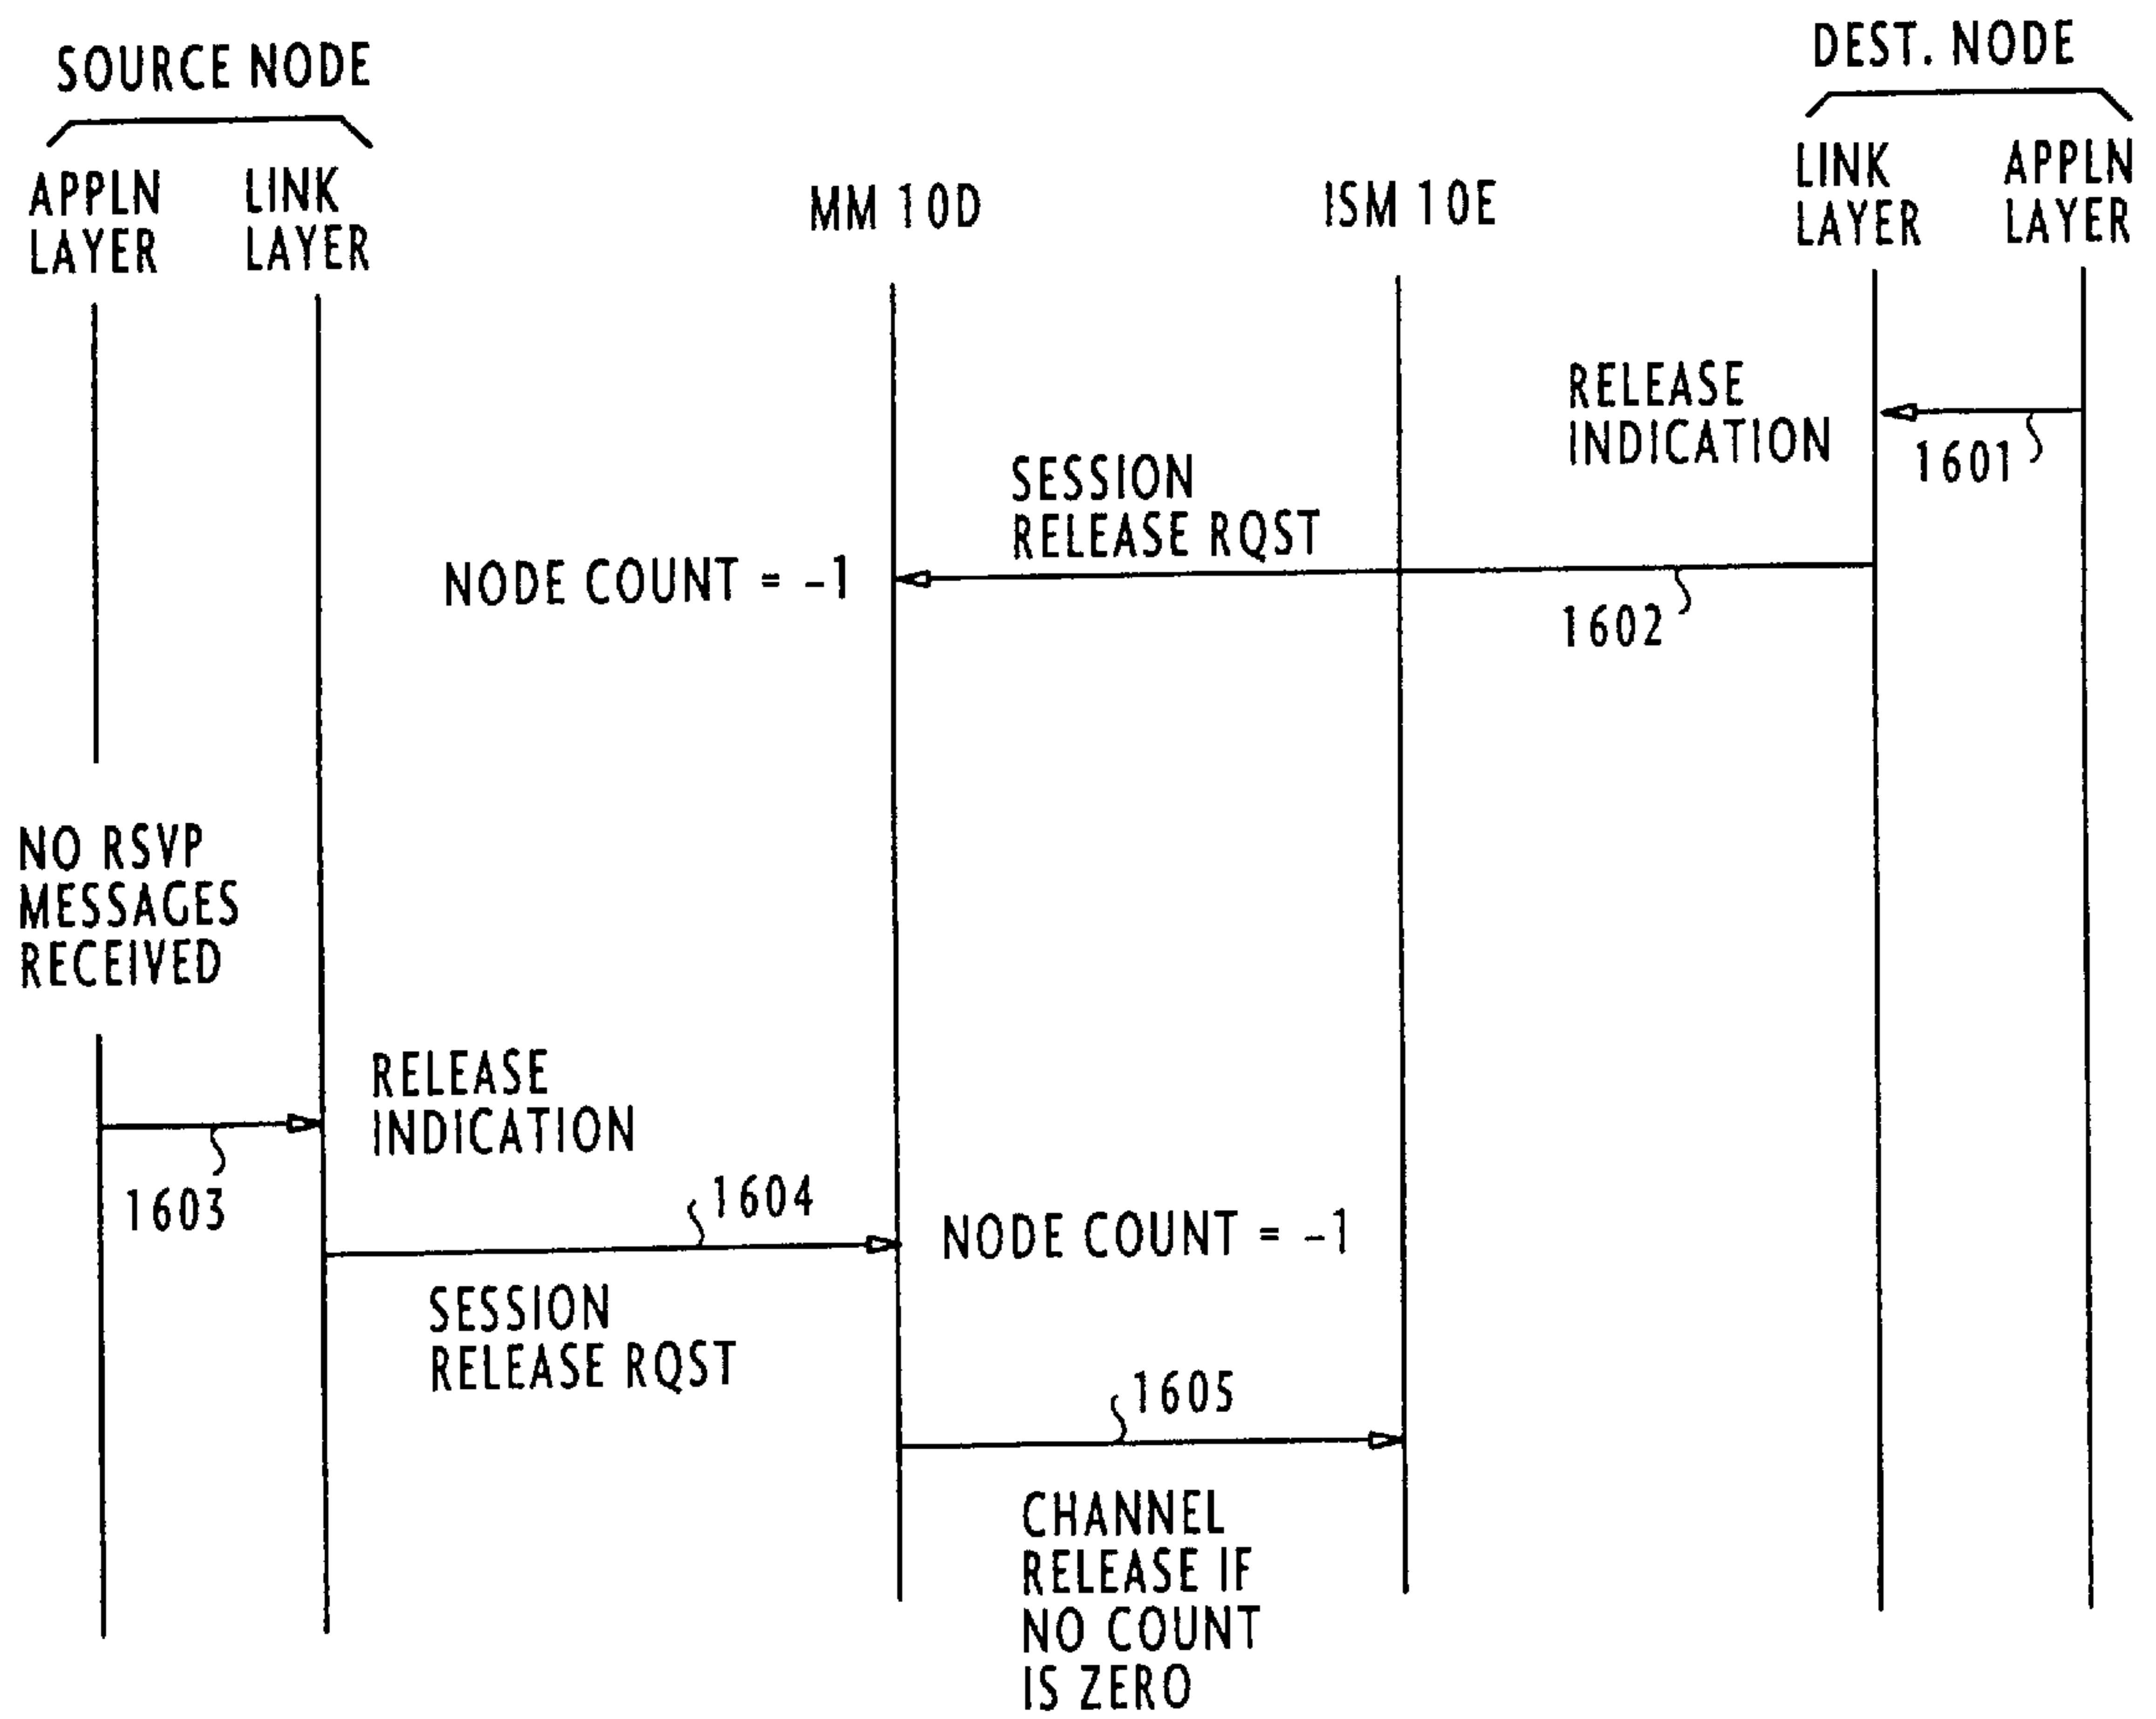 SOURCE NODE
DEST. NODE
APPLN
LAYER
LINK
LAYER
MM 10D
ISM 10E
LINK
LAYER
APPLN
LAYER
RELEASE
INDICATION
1601
SESSION
RELEASE RQST
NODE COUNT = -1
1602
NO RSVP
MESSAGES
RECEIVED
RELEASE
INDICATION
1603
1604
NODE COUNT = -1
SESSION
RELEASE RQST
1605
CHANNEL
RELEASE IF
NO COUNT
IS ZERO